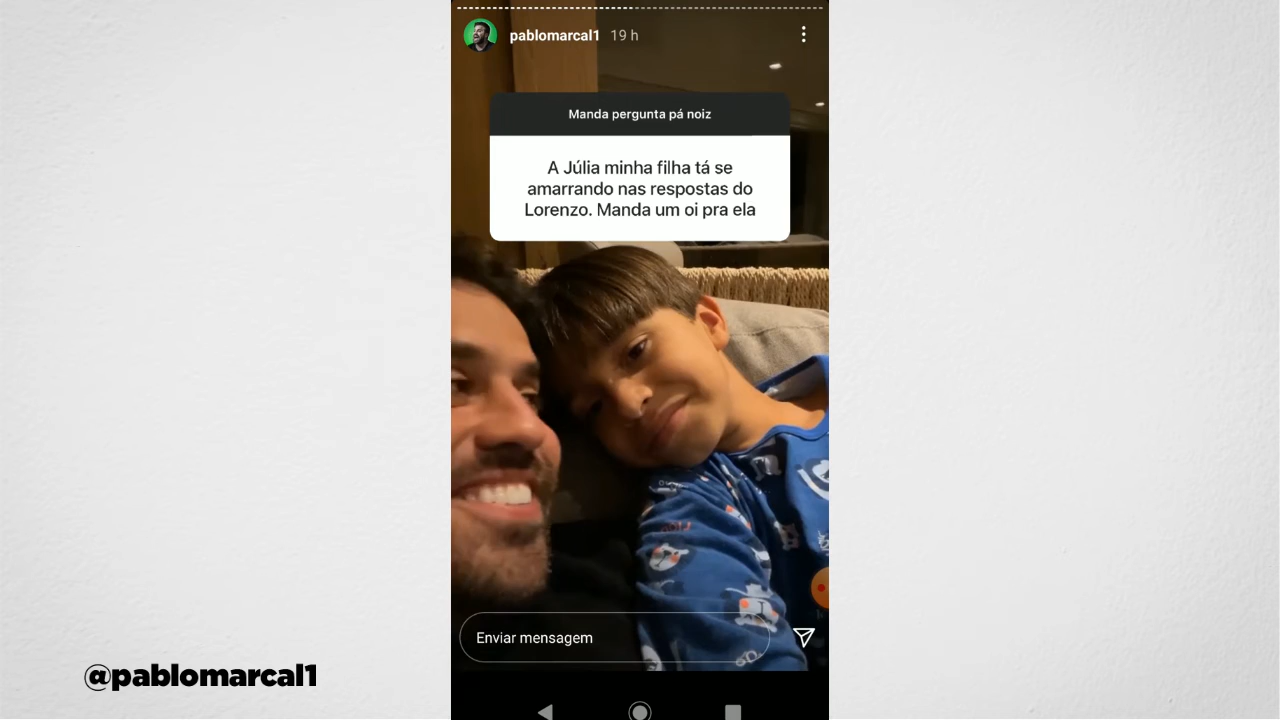 pablomarcal1 19 h
Manda pergunta pá noiz
A Júlia minha filha tá se
amarrando nas respostas do
Lorenzo. Manda um oi pra ela
Enviar mensagem
@pablomarcal1